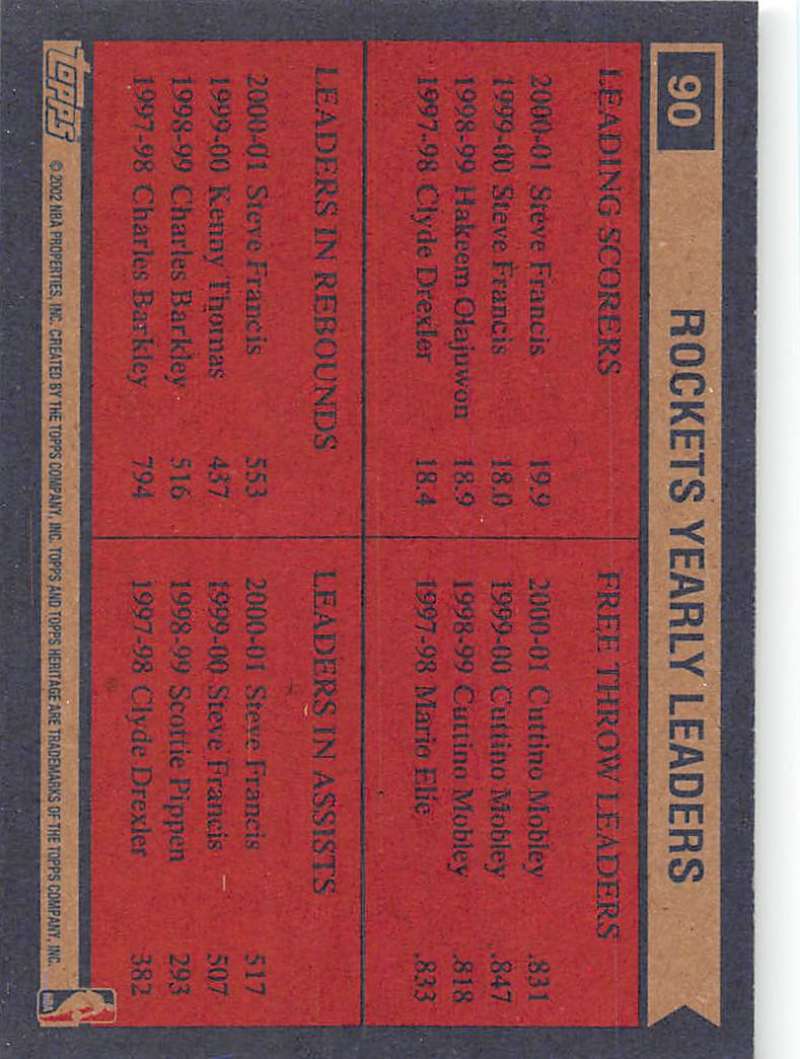 90
ROCKETS YEARLY LEADERS
LEADING SCORERS
2000-01 Steve Francis 19.9
1999-00 Steve Francis 18.0
1998-99 Hakeem Olajuwon 18.9
1997-98 Clyde Drexler 18.4
FREE THROW LEADERS
2000-01 Cuttino Mobley .831
1999-00 Cuttino Mobley .847
1998-99 Cuttino Mobley .818
1997-98 Mario Elie .833
LEADERS IN REBOUNDS
2000-01 Steve Francis 553
1999-00 Kenny Thomas 437
1998-99 Charles Barkley 516
1997-98 Charles Barkley 794
LEADERS IN ASSISTS
2000-01 Steve Francis 517
1999-00 Steve Francis 507
1998-99 Scottie Pippen 293
1997-98 Clyde Drexler 382
topps © 2002 NBA PROPERTIES, INC. CREATED BY THE TOPPS COMPANY, INC. TOPPS AND TOPPS HERITAGE ARE TRADEMARKS OF THE TOPPS COMPANY, INC. NBA